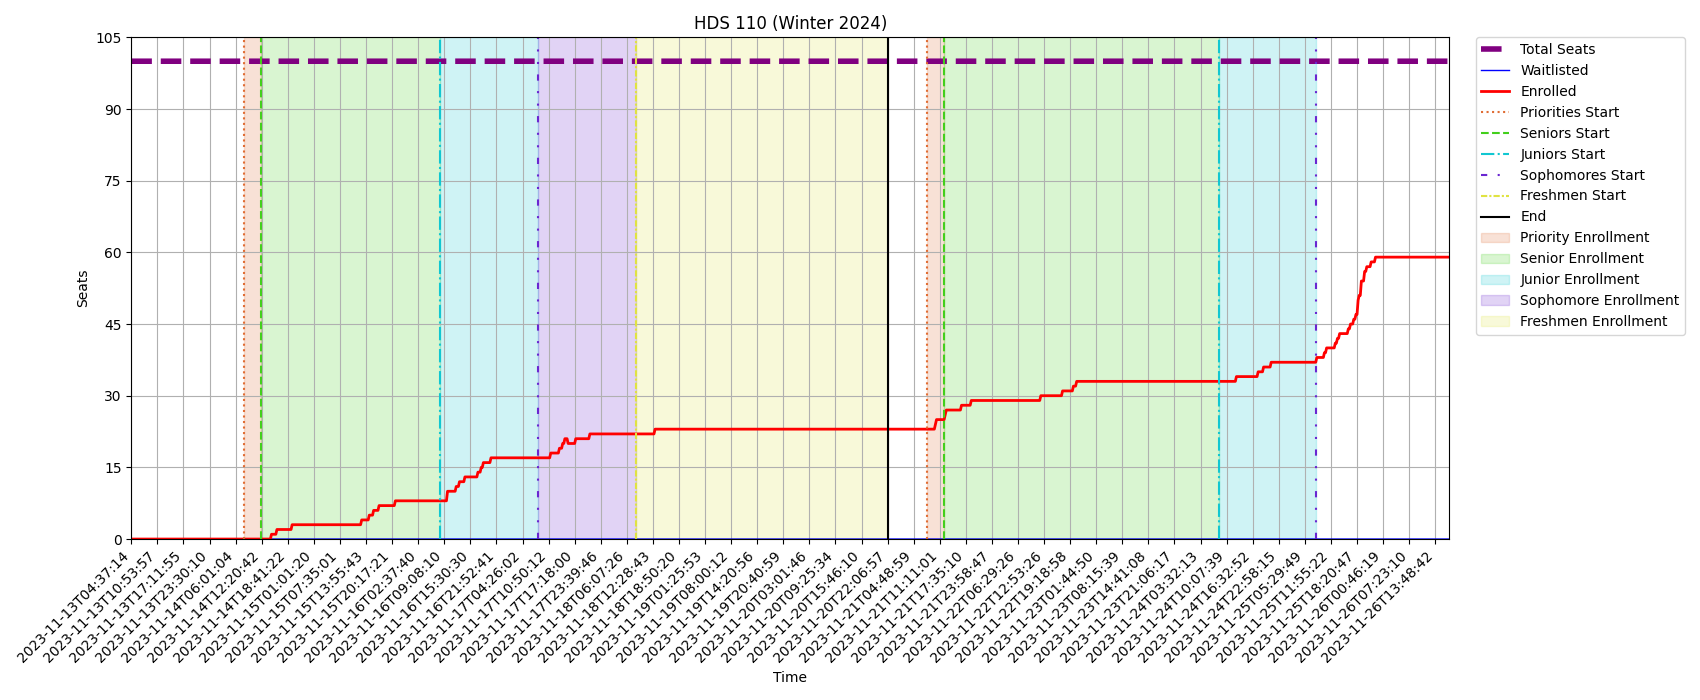 HDS 110 (Winter 2024)
105
90
75
60
45
30
15
0
Seats
2023-11-13T04:37:14
2023-11-13T10:53:57
2023-11-13T17:11:55
2023-11-13T23:30:10
2023-11-14T06:01:04
2023-11-14T12:20:42
2023-11-14T18:41:22
2023-11-15T01:01:20
2023-11-15T07:35:01
2023-11-15T13:55:43
2023-11-15T20:17:21
2023-11-16T02:37:40
2023-11-16T09:08:10
2023-11-16T15:30:30
2023-11-16T21:52:41
2023-11-17T04:26:02
2023-11-17T10:50:12
2023-11-17T17:18:00
2023-11-17T23:39:46
2023-11-18T06:07:26
2023-11-18T12:28:43
2023-11-18T18:50:20
2023-11-19T01:25:53
2023-11-19T08:00:12
2023-11-19T14:20:56
2023-11-19T20:40:59
2023-11-20T03:01:46
2023-11-20T09:25:34
2023-11-20T15:46:10
2023-11-20T22:06:57
2023-11-21T04:48:59
2023-11-21T11:11:01
2023-11-21T17:35:10
2023-11-21T23:58:47
2023-11-22T06:29:26
2023-11-22T12:53:26
2023-11-22T19:18:58
2023-11-23T01:44:50
2023-11-23T08:15:39
2023-11-23T14:41:08
2023-11-23T21:06:17
2023-11-24T03:32:13
2023-11-24T10:07:39
2023-11-24T16:32:52
2023-11-24T22:58:15
2023-11-25T05:29:49
2023-11-25T11:55:22
2023-11-25T18:20:47
2023-11-26T00:46:19
2023-11-26T07:23:10
2023-11-26T13:48:42
Time
Total Seats
Waitlisted
Enrolled
Priorities Start
Seniors Start
Juniors Start
Sophomores Start
Freshmen Start
End
Priority Enrollment
Senior Enrollment
Junior Enrollment
Sophomore Enrollment
Freshmen Enrollment